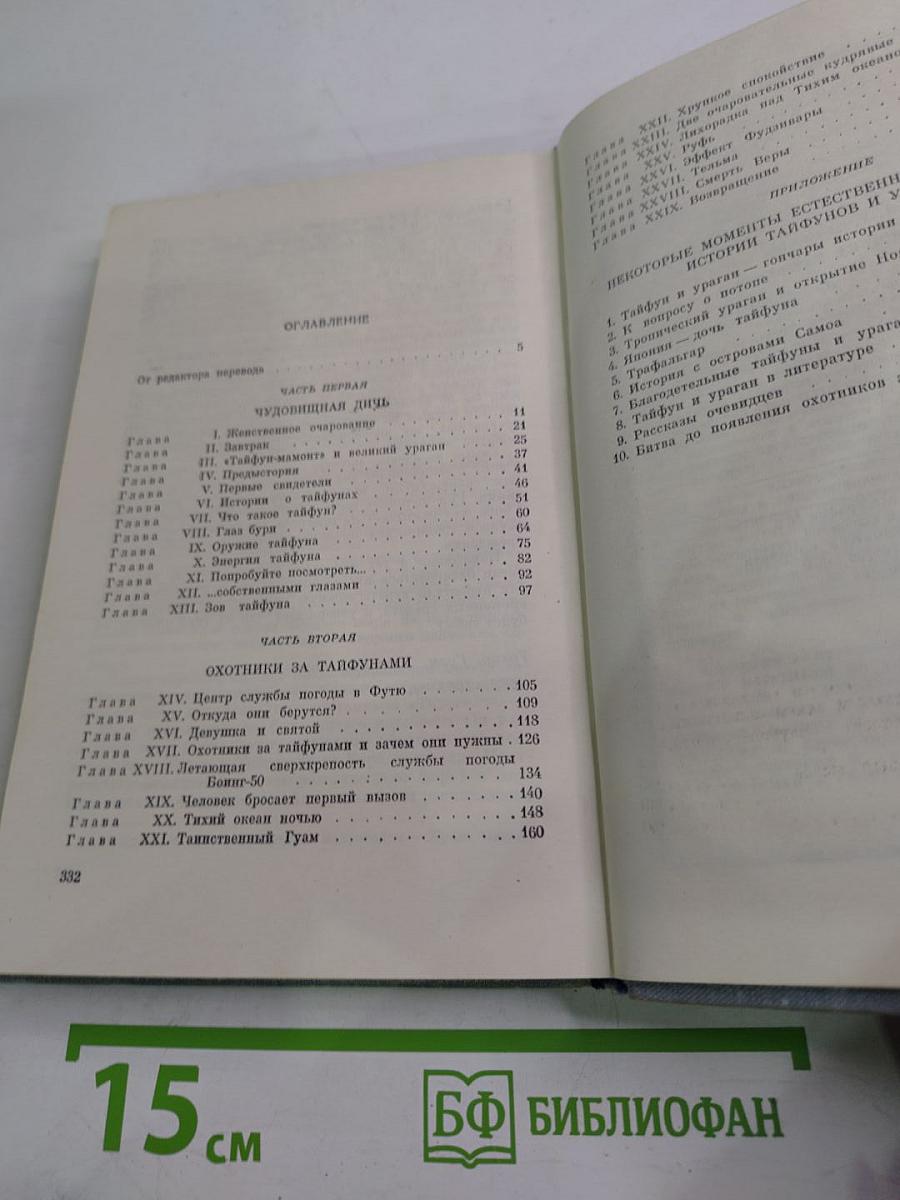 ОГЛАВЛЕНИЕ
От редактора перевода . . . . . . . . . . . . . . . 5
ЧАСТЬ ПЕРВАЯ
ЧУДОВИЩНАЯ ДИЧЬ
Глава I. Женственное очарование . . . . . . . 11
Глава II. Завтрак . . . . . . . . . . . . 21
Глава III. «Тайфун-мамонт» и великий ураган . . . . 25
Глава IV. Предыстория . . . . . . . . . . 37
Глава V. Первые свидетели . . . . . . . . . 41
Глава VI. Истории о тайфунах . . . . . . . . 46
Глава VII. Что такое тайфун? . . . . . . . . 51
Глава VIII. Глаз бури . . . . . . . . . . . 60
Глава IX. Оружие тайфуна . . . . . . . . . 64
Глава X. Энергия тайфуна . . . . . . . . . 75
Глава XI. Попробуйте посмотреть... . . . . . . . 82
Глава XII. ...собственными глазами . . . . . . . 92
Глава XIII. Зов тайфуна . . . . . . . . . . 97
ЧАСТЬ ВТОРАЯ
ОХОТНИКИ ЗА ТАЙФУНАМИ
Глава XIV. Центр службы погоды в Футю . . . . . . 105
Глава XV. Откуда они берутся? . . . . . . . . 109
Глава XVI. Девушка и святой . . . . . . . . . 118
Глава XVII. Охотники за тайфунами и зачем они нужны . 126
Глава XVIII. Летающая сверхкрепость службы погоды
Боинг-50 . . . . . . . . . . . . 134
Глава XIX. Человек бросает первый вызов . . . . . . 140
Глава XX. Тихий океан ночью . . . . . . . . . 148
Глава XXI. Таинственный Гуам . . . . . . . . . 160
332
Глава XXII. Хрупкое спокойствие . . . .
Глава XXIII. Две очаровательные кудрявые
Глава XXIV. Лихорадка над Тихим океано
Глава XXV. Руфь . . . . . . .
Глава XXVI. Эффект Фудзивары . . . .
Глава XXVII. Тельма . . . . . .
Глава XXVIII. Смерть Веры . . . . .
Глава XXIX. Возвращение . . . . .
ПРИЛОЖЕНИЕ
НЕКОТОРЫЕ МОМЕНТЫ ЕСТЕСТВЕНН
ИСТОРИИ ТАЙФУНОВ И У
1. Тайфун и ураган — гончары истории
2. К вопросу о потопе . . . . . .
3. Тропический ураган и открытие Но
4. Япония — дочь тайфуна . . . .
5. Трафальгар . . . . . . . .
6. История с островами Самоа . . .
7. Благодетельные тайфуны и урага
8. Тайфун и ураган в литературе . .
9. Рассказы очевидцев . . . . .
10. Битва до появления охотников з
15 см
БФ БИБЛИОФАН